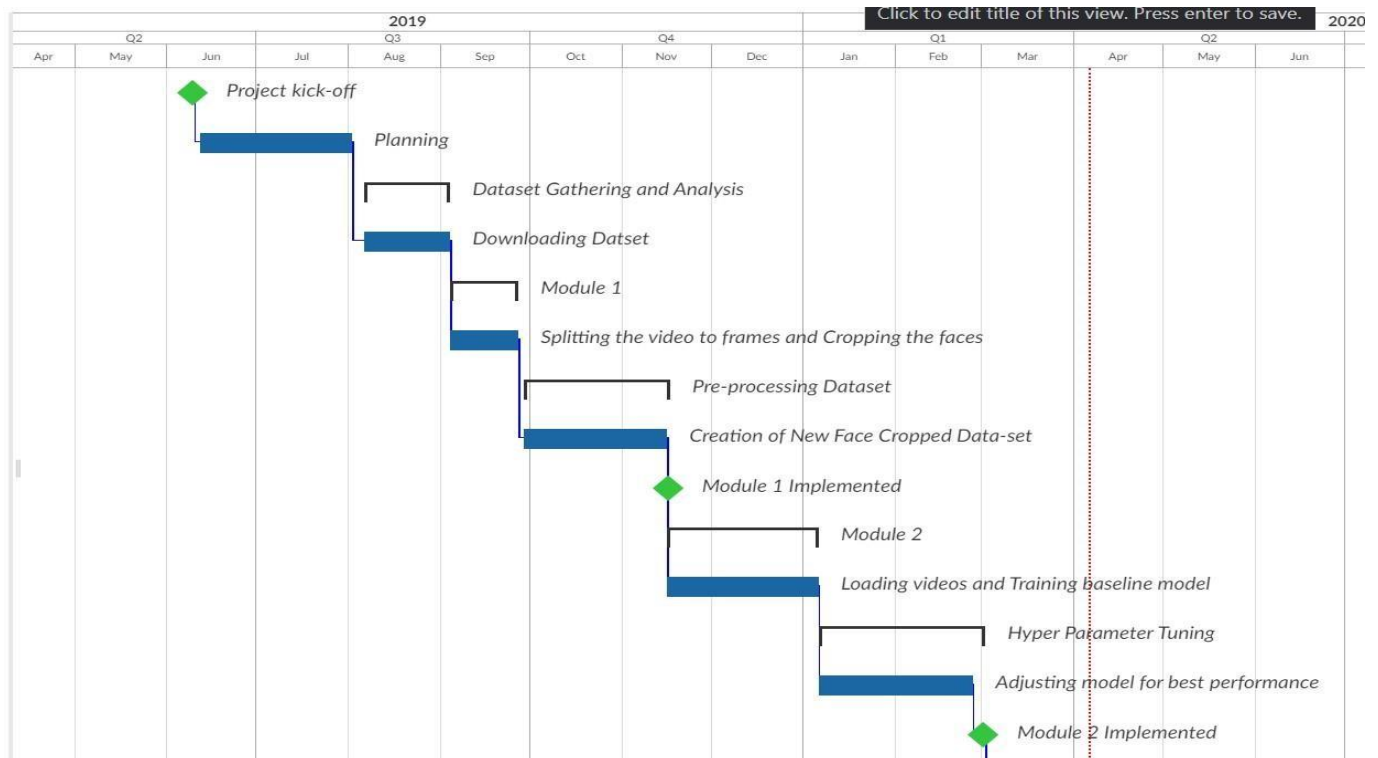 2019
Click to edit title of this view. Press enter to save.
2020
Q2 Q3 Q4 Q1 Q2
Apr May Jun Jul Aug Sep Oct Nov Dec Jan Feb Mar Apr May Jun
Project kick-off
Planning
Dataset Gathering and Analysis
Downloading Datset
Module 1
Splitting the video to frames and Cropping the faces
Pre-processing Dataset
Creation of New Face Cropped Data-set
Module 1 Implemented
Module 2
Loading videos and Training baseline model
Hyper Parameter Tuning
Adjusting model for best performance
Module 2 Implemented